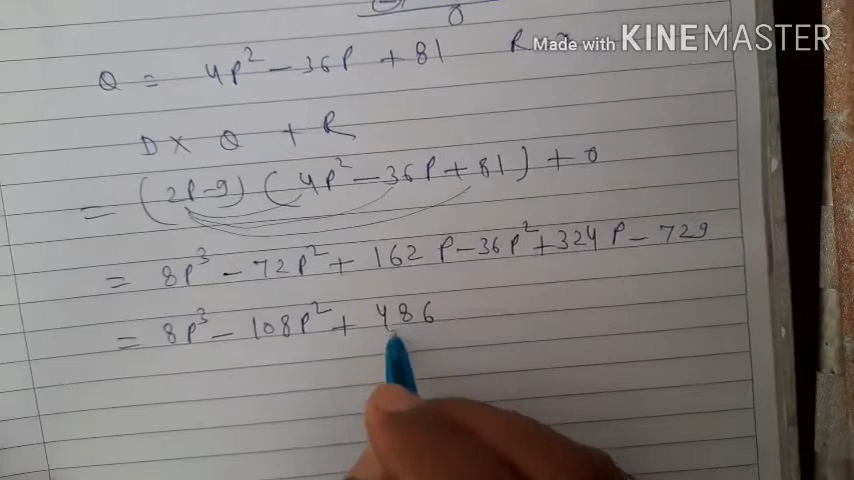 0
Q = 4p² - 36p + 81 R
Made with KINEMASTER
D × Q + R
= (2p-9) (4p² - 36p + 81) + 0
= 8p³ - 72p² + 162p - 36p² + 324p - 729
= 8p³ - 108p² + 486